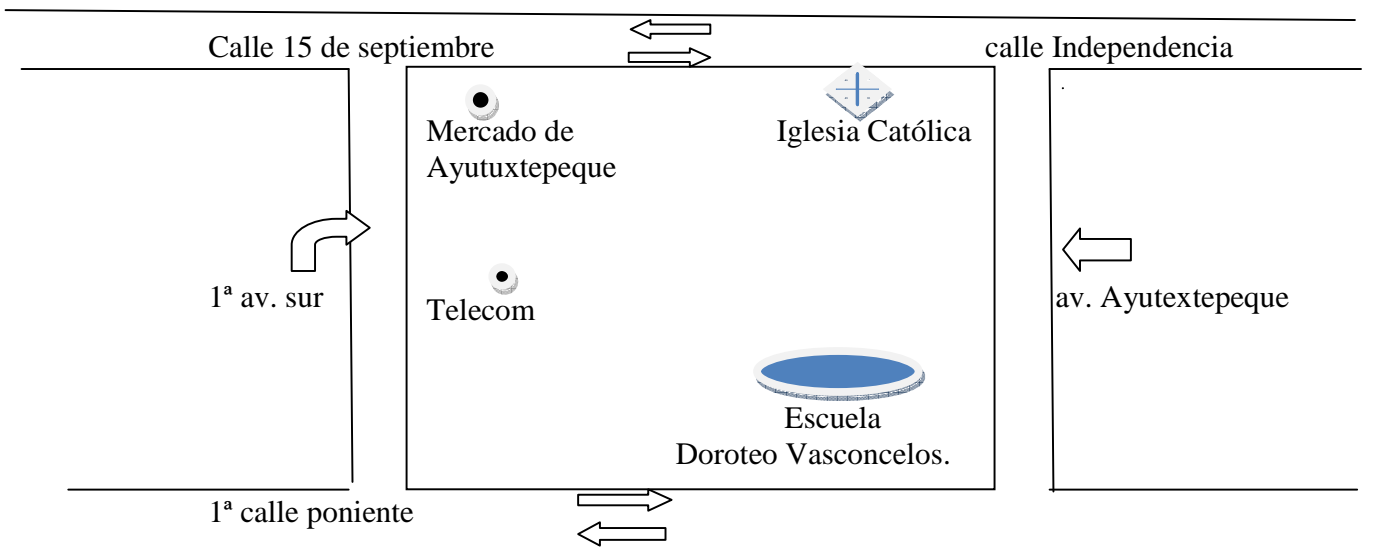 Calle 15 de septiembre
calle Independencia
Mercado de
Ayutuxtepeque
Iglesia Católica
1ª av. sur
Telecom
av. Ayutextepeque
Escuela
Doroteo Vasconcelos.
1ª calle poniente